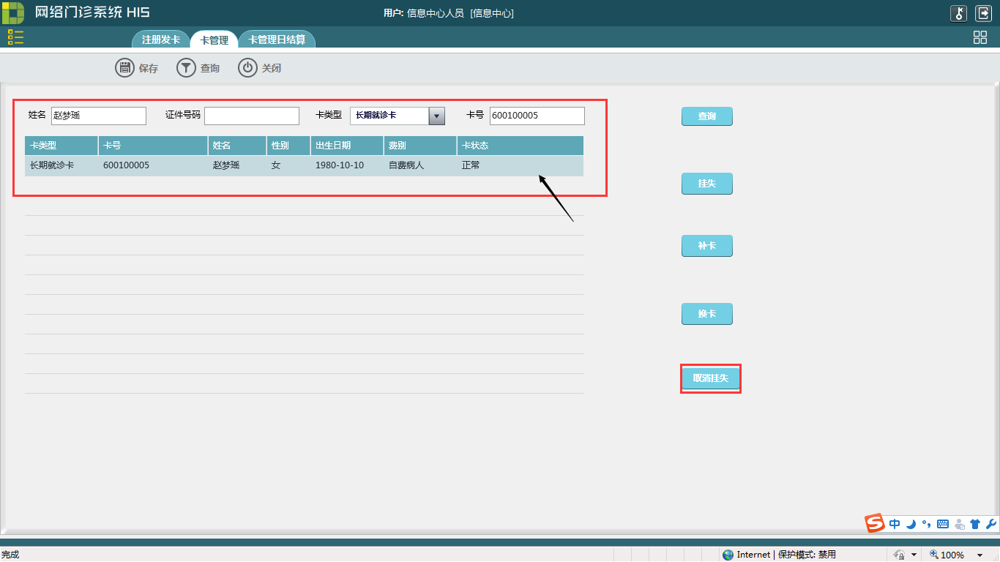 网络门诊系统 HIS
用户: 信息中心人员 [信息中心]
注册发卡 卡管理 卡管理日结算
保存 查询 关闭
姓名 赵梦瑶 证件号码 卡类型 长期就诊卡 卡号 600100005
查询
卡类型 卡号 姓名 性别 出生日期 费别 卡状态
长期就诊卡 600100005 赵梦瑶 女 1980-10-10 自费病人 正常
挂失
补卡
换卡
取消挂失
S 中
完成 Internet | 保护模式: 禁用 100%